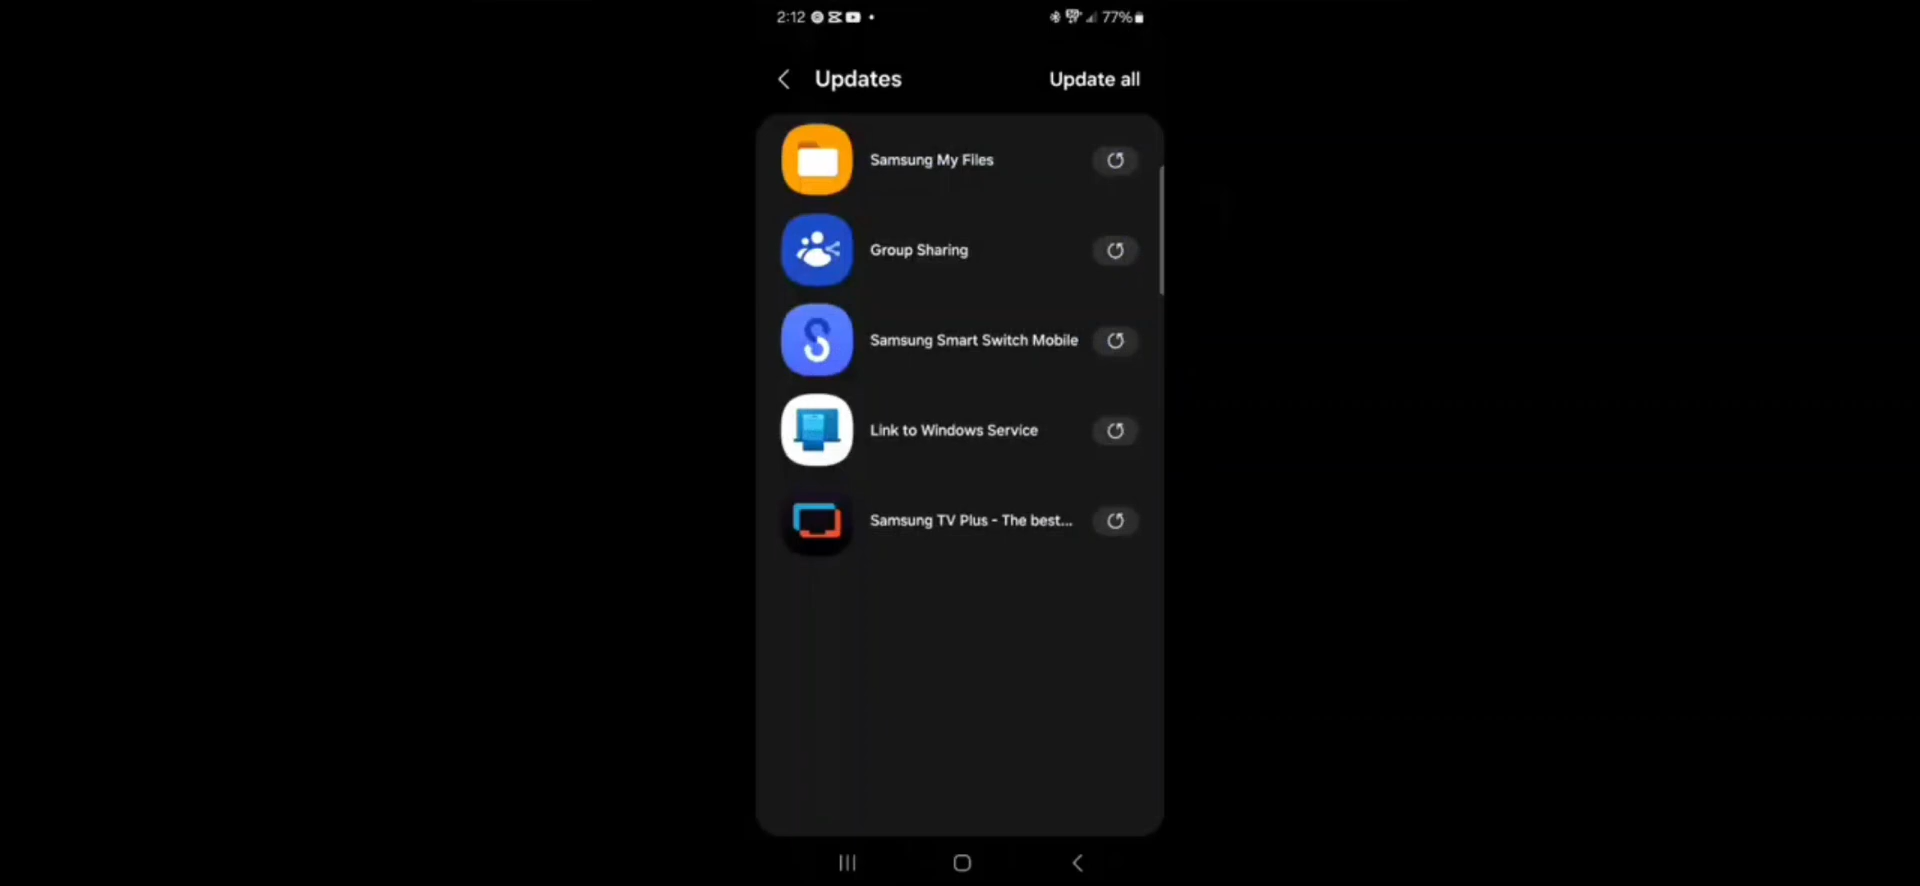 2:12 77%
Updates Update all
Samsung My Files
Group Sharing
Samsung Smart Switch Mobile
Link to Windows Service
Samsung TV Plus - The best...